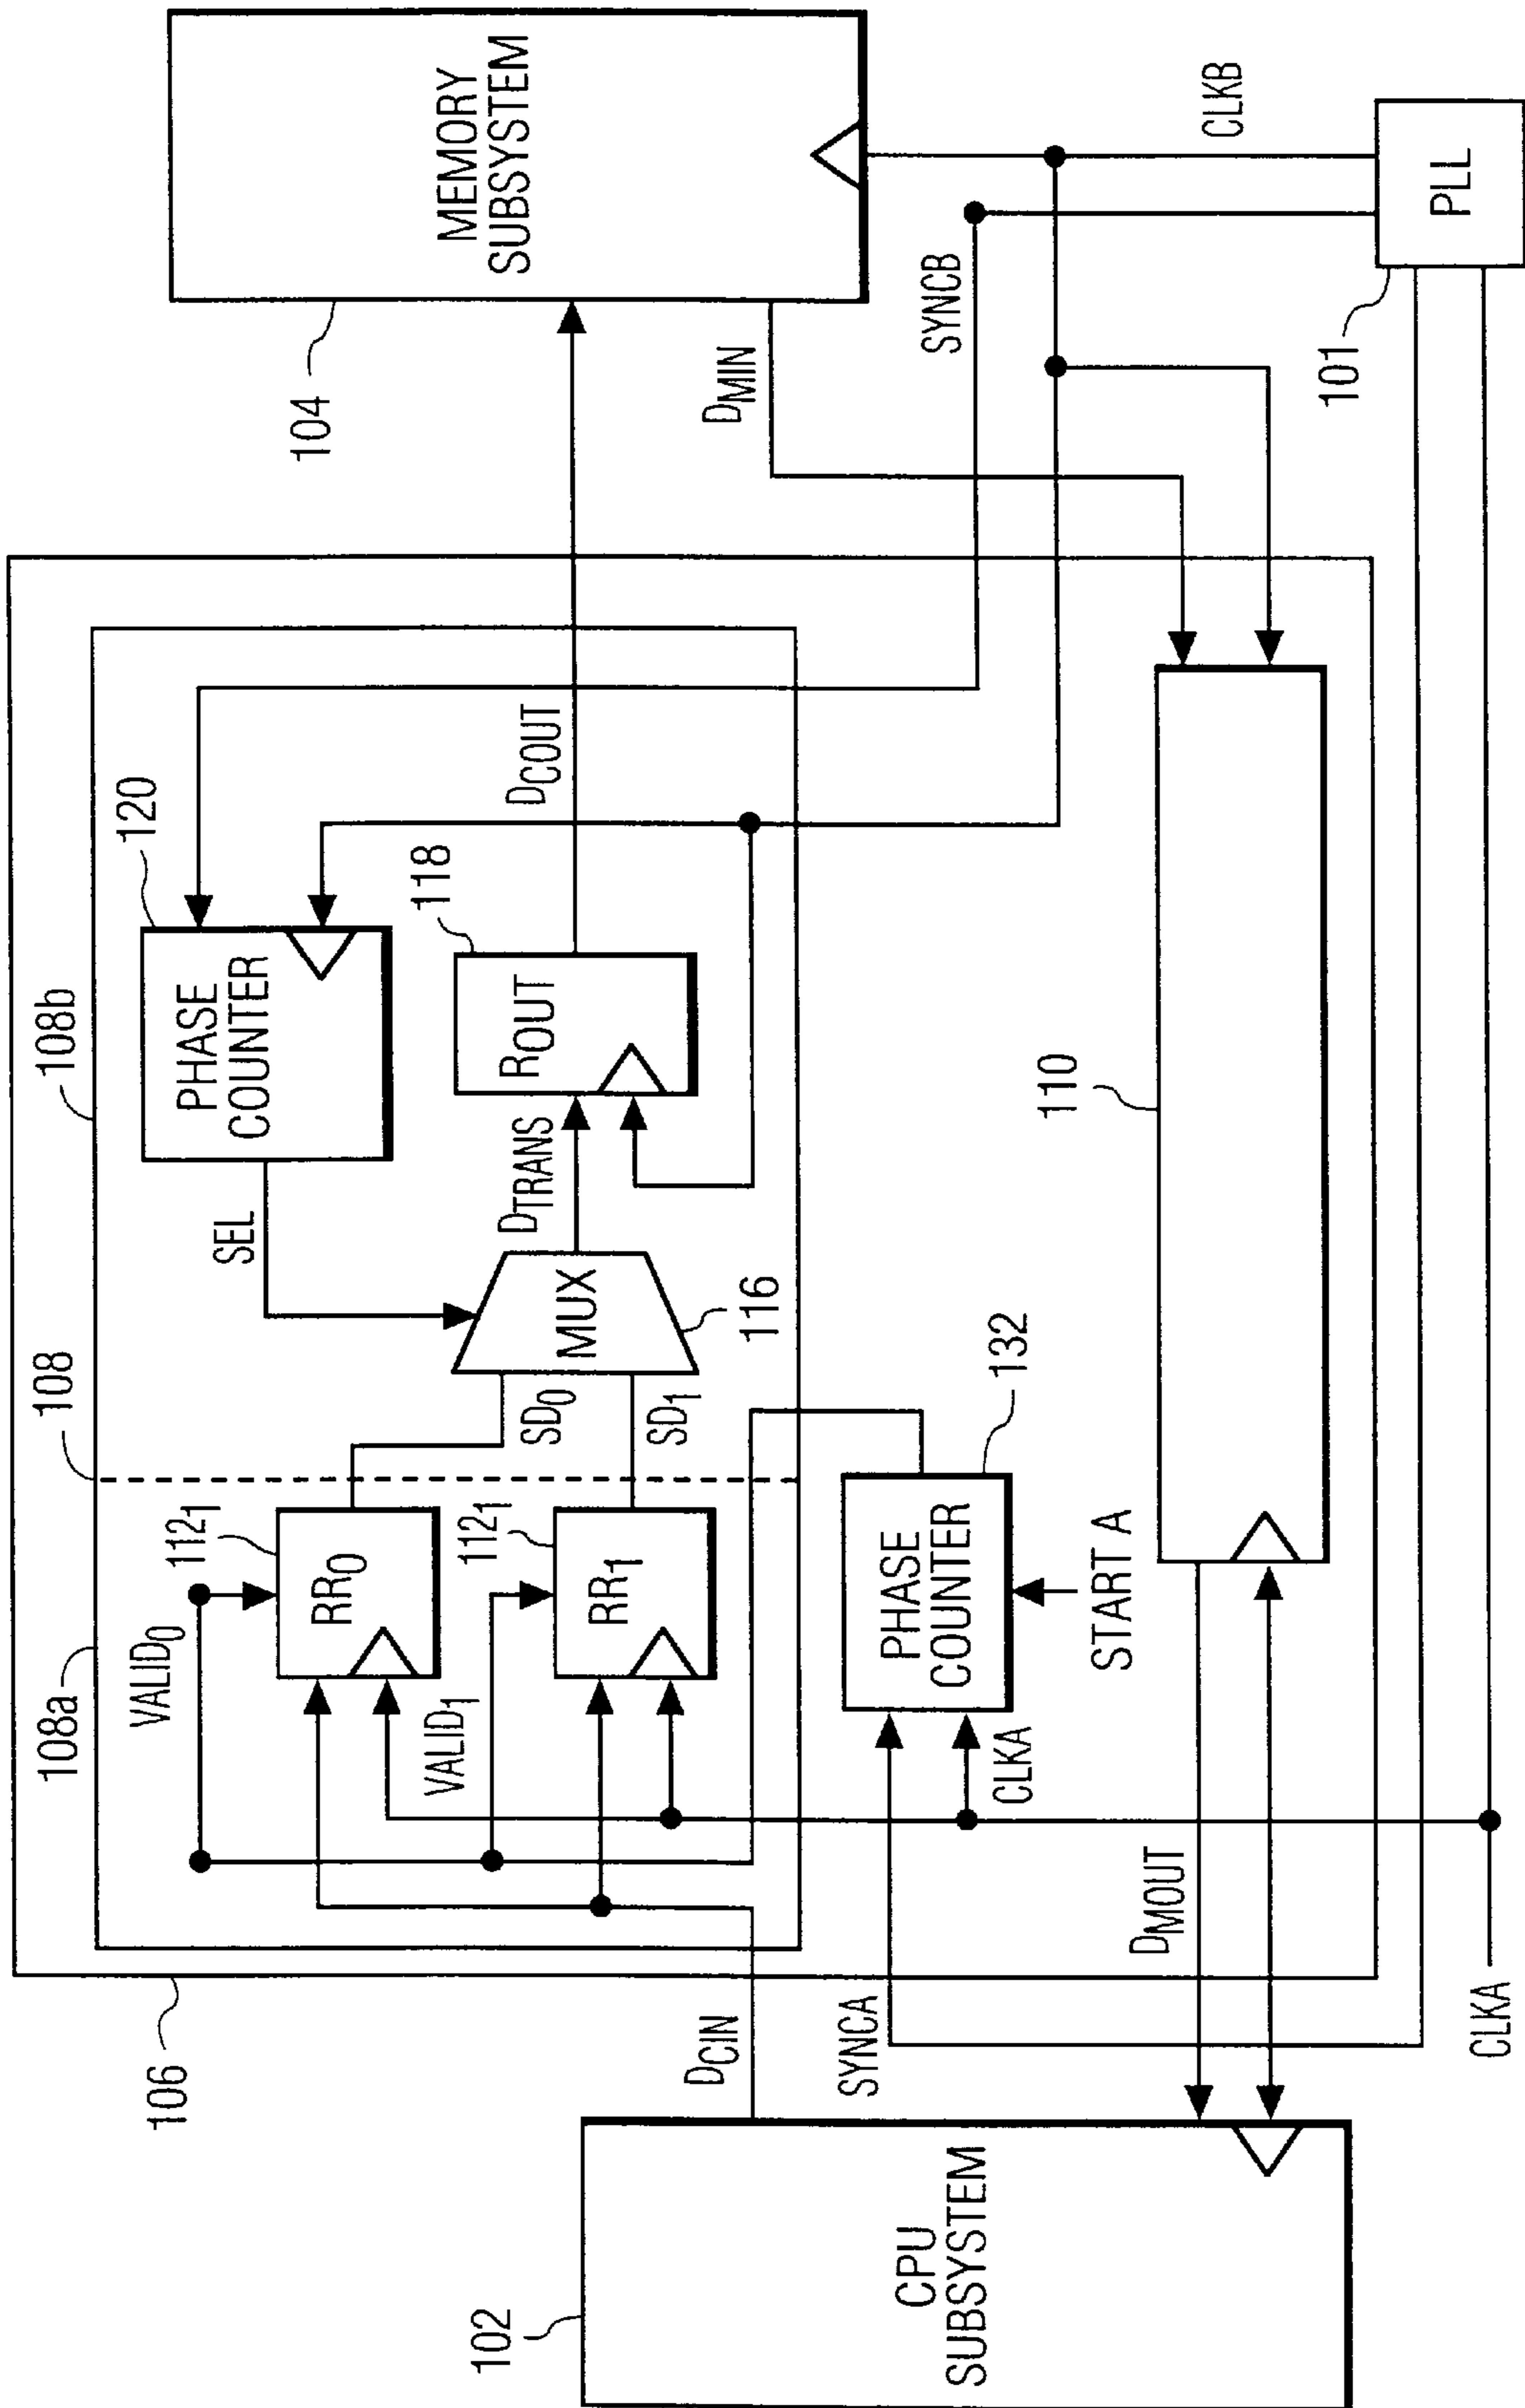 106
108a
108
108b
VALID0
1121
RR0
VALID1
1121
RR1
SD0
SD1
SEL
MUX
116
DTRANS
PHASE
COUNTER
120
ROUT
118
DCOUT
104
MEMORY
SUBSYSTEM
DMIN
SYNCB
CLKB
PLL
101
102
CPU
SUBSYSTEM
DCIN
SYNCA
CLKA
PHASE
COUNTER
132
START A
DMOUT
110
CLKA